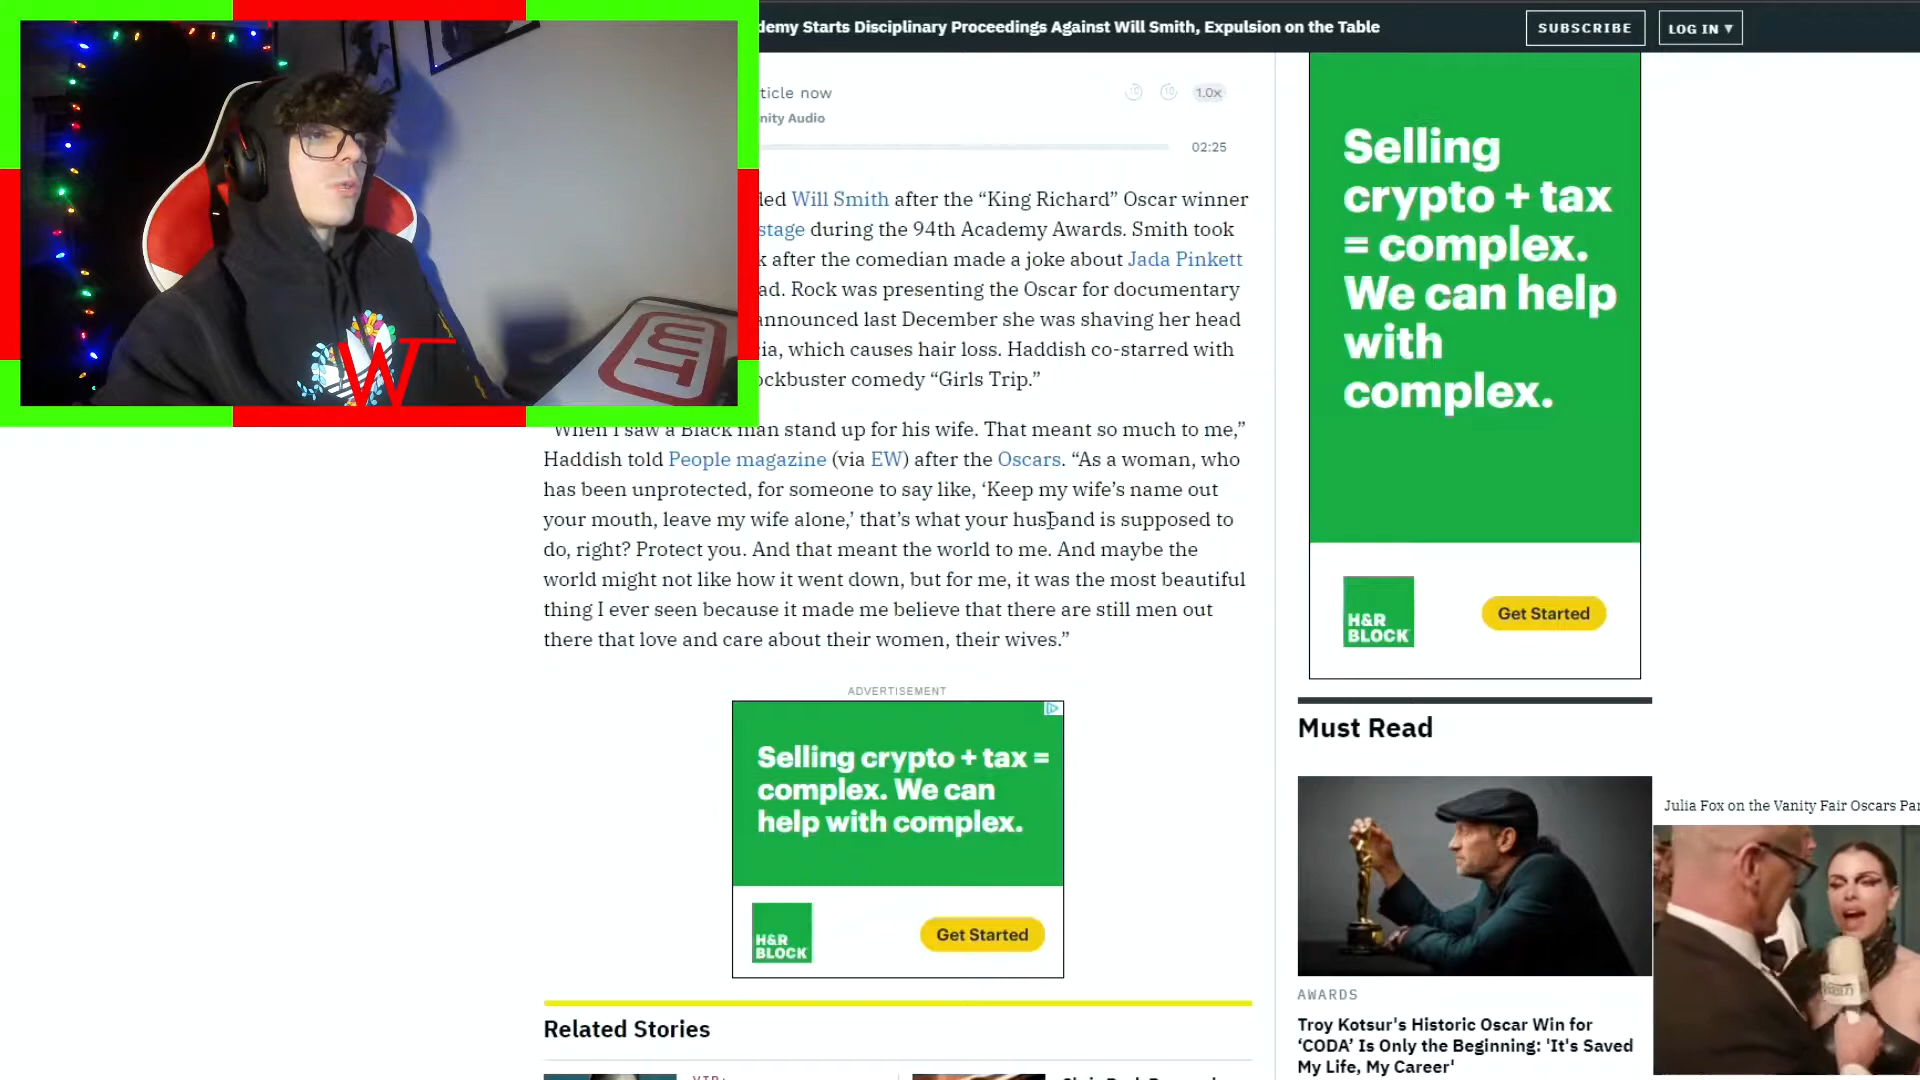 demy Starts Disciplinary Proceedings Against Will Smith, Expulsion on the Table
SUBSCRIBE
LOG IN ▾
ticle now
10
10
1.0x
nity Audio
02:25
led Will Smith after the “King Richard” Oscar winner
stage during the 94th Academy Awards. Smith took
k after the comedian made a joke about Jada Pinkett
ad. Rock was presenting the Oscar for documentary
announced last December she was shaving her head
ia, which causes hair loss. Haddish co-starred with
ockbuster comedy “Girls Trip.”
When I saw a Black man stand up for his wife. That meant so much to me,”
Haddish told People magazine (via EW) after the Oscars. “As a woman, who
has been unprotected, for someone to say like, ‘Keep my wife’s name out
your mouth, leave my wife alone,’ that’s what your husband is supposed to
do, right? Protect you. And that meant the world to me. And maybe the
world might not like how it went down, but for me, it was the most beautiful
thing I ever seen because it made me believe that there are still men out
there that love and care about their women, their wives.”
ADVERTISEMENT
Selling crypto + tax =
complex. We can
help with complex.
H&R
BLOCK
Get Started
Related Stories
Selling
crypto + tax
= complex.
We can help
with
complex.
H&R
BLOCK
Get Started
Must Read
AWARDS
Troy Kotsur's Historic Oscar Win for
‘CODA’ Is Only the Beginning: 'It's Saved
My Life, My Career'
Julia Fox on the Vanity Fair Oscars Par
W